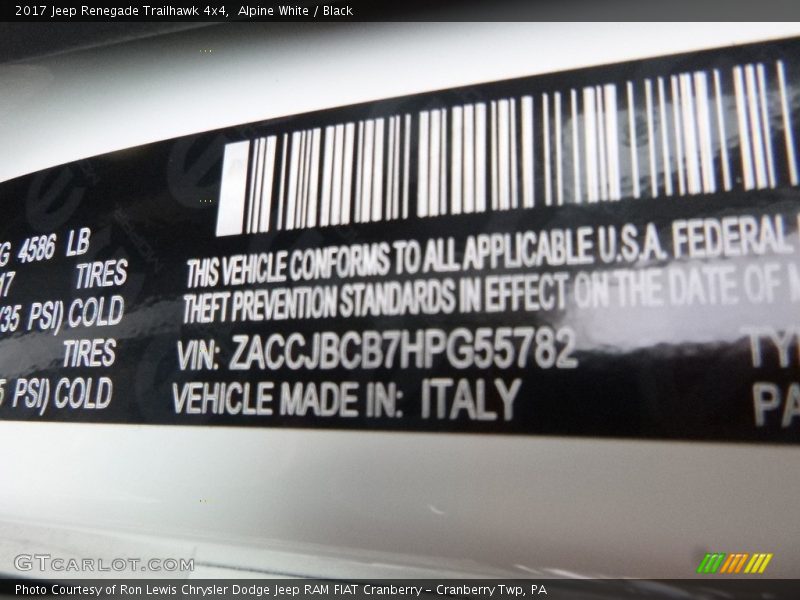 2017 Jeep Renegade Trailhawk 4x4, Alpine White / Black
4586 LB
TIRES
35 PSI) COLD
TIRES
PSI) COLD
THIS VEHICLE CONFORMS TO ALL APPLICABLE U.S.A. FEDERAL
THEFT PREVENTION STANDARDS IN EFFECT ON THE DATE OF
VIN: ZACCJBCB7HPG55782
VEHICLE MADE IN: ITALY
GTCARLOT.COM
Photo Courtesy of Ron Lewis Chrysler Dodge Jeep RAM FIAT Cranberry – Cranberry Twp, PA